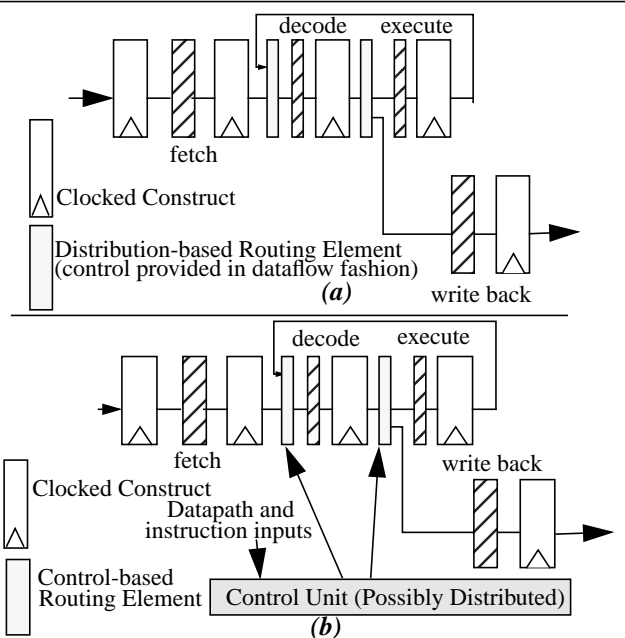 decode execute
fetch
Clocked Construct
Distribution-based Routing Element
(control provided in dataflow fashion)
(a)
write back
decode execute
fetch
write back
Clocked Construct
Datapath and
instruction inputs
Control-based
Routing Element
Control Unit (Possibly Distributed)
(b)